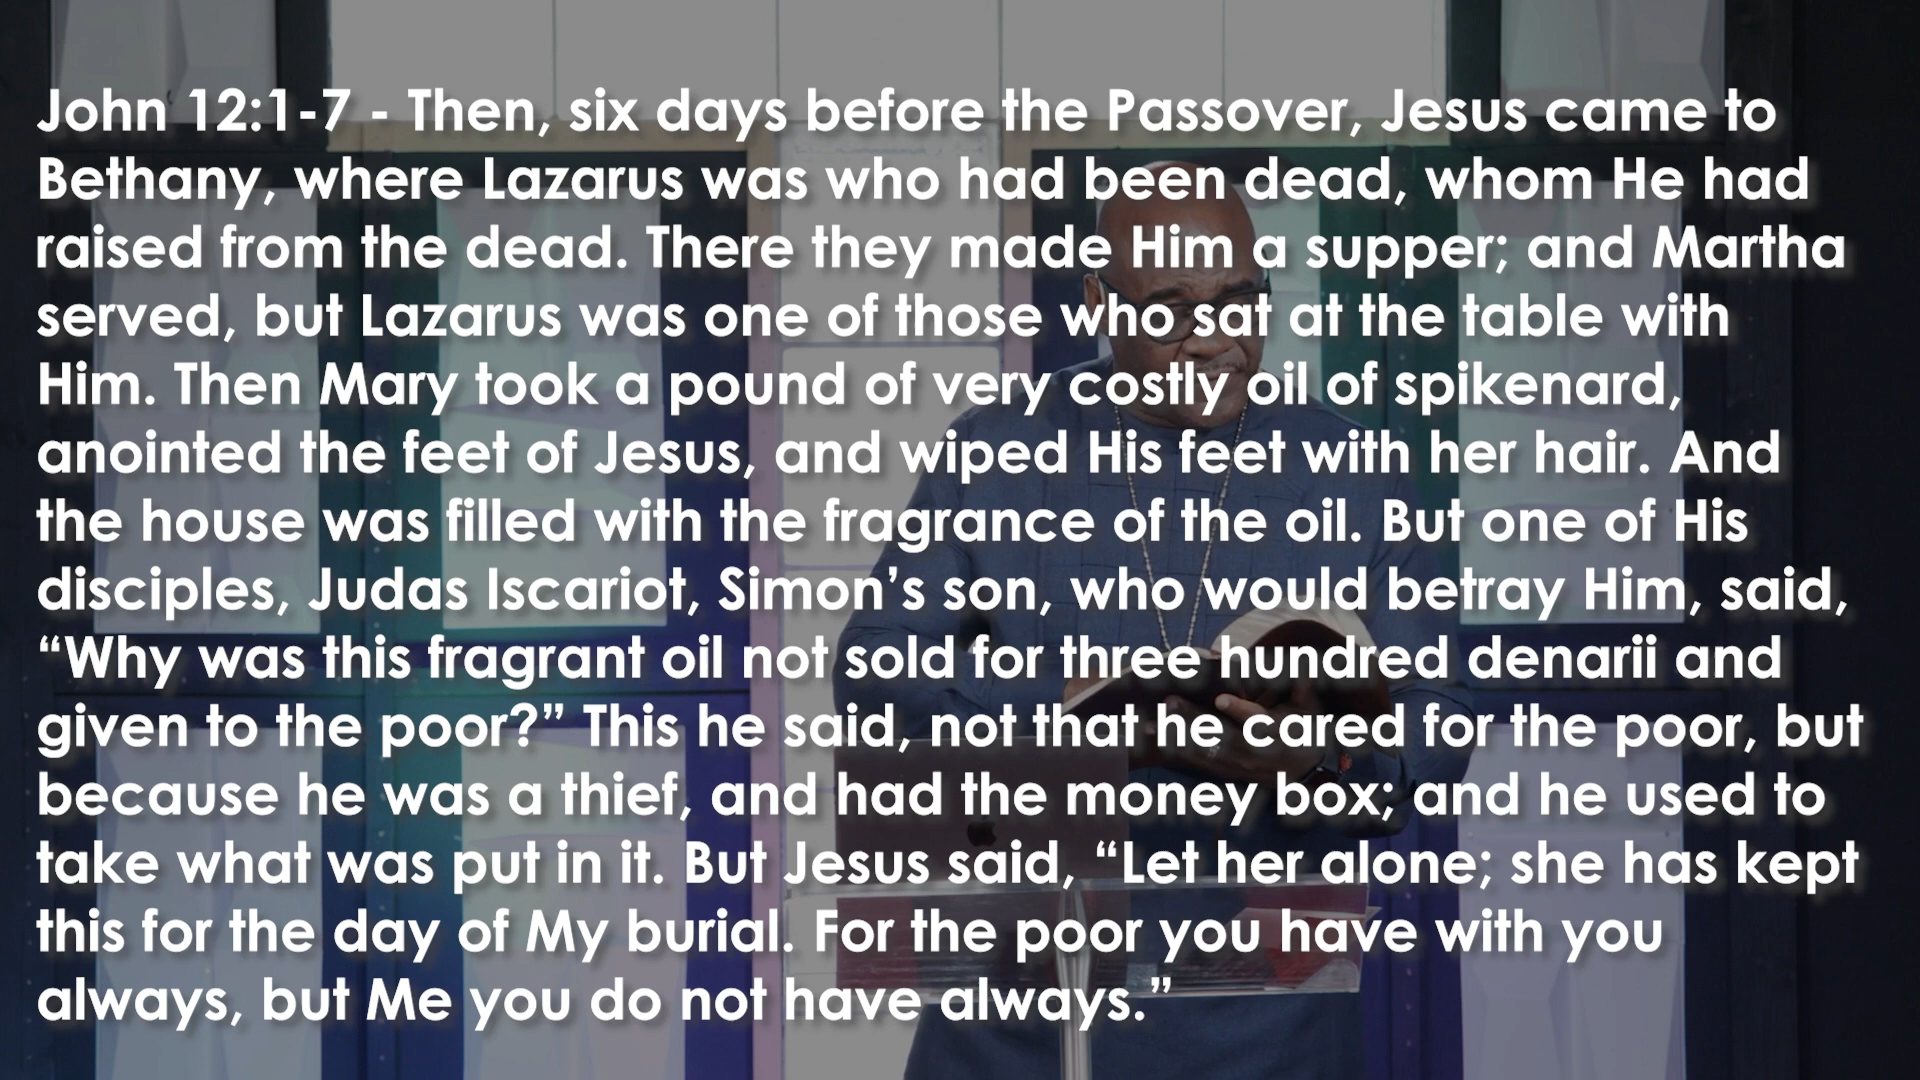 John 12:1-7 - Then, six days before the Passover, Jesus came to
Bethany, where Lazarus was who had been dead, whom He had
raised from the dead. There they made Him a supper; and Martha
served, but Lazarus was one of those who sat at the table with
Him. Then Mary took a pound of very costly oil of spikenard,
anointed the feet of Jesus, and wiped His feet with her hair. And
the house was filled with the fragrance of the oil. But one of His
disciples, Judas Iscariot, Simon’s son, who would betray Him, said,
“Why was this fragrant oil not sold for three hundred denarii and
given to the poor?” This he said, not that he cared for the poor, but
because he was a thief, and had the money box; and he used to
take what was put in it. But Jesus said, “Let her alone; she has kept
this for the day of My burial. For the poor you have with you
always, but Me you do not have always.”